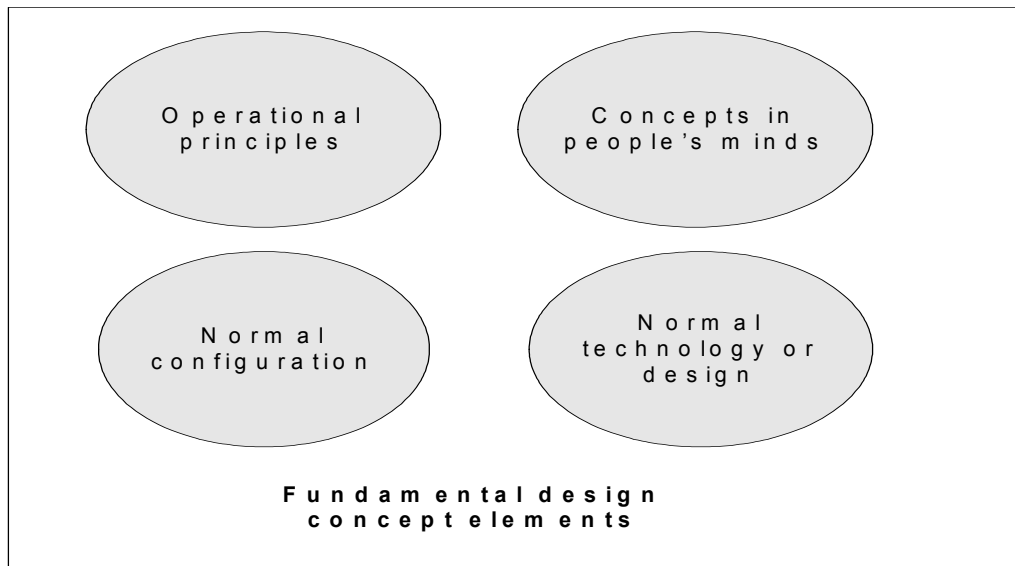 Operational
principles
Concepts in
people’s minds
Normal
configuration
Normal
technology or
design
Fundamental design
concept elements